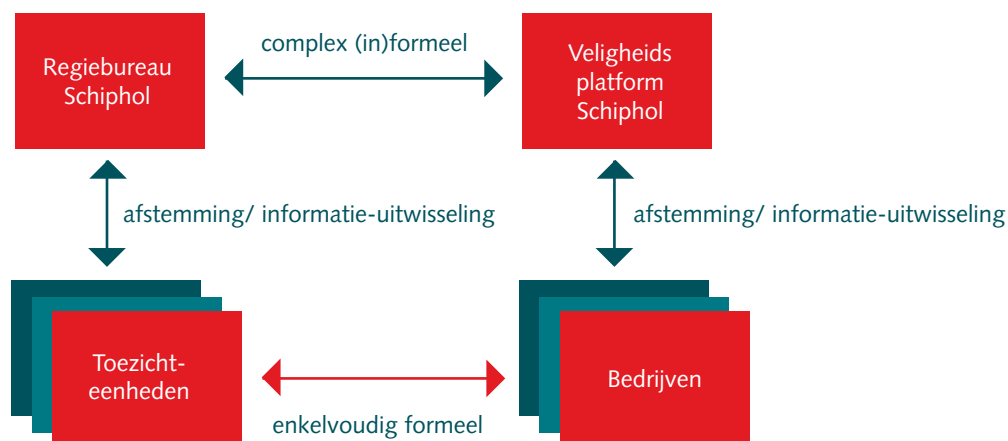 Regiebureau
Schiphol
complex (in)formeel
Veligheids
platform
Schiphol
afstemming/ informatie-uitwisseling
afstemming/ informatie-uitwisseling
Toezicht-
eenheden
enkelvoudig formeel
Bedrijven